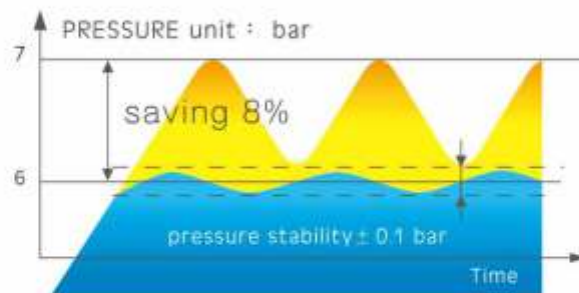 PRESSURE unit : bar
7
saving 8%
6
pressure stability ± 0.1 bar
Time